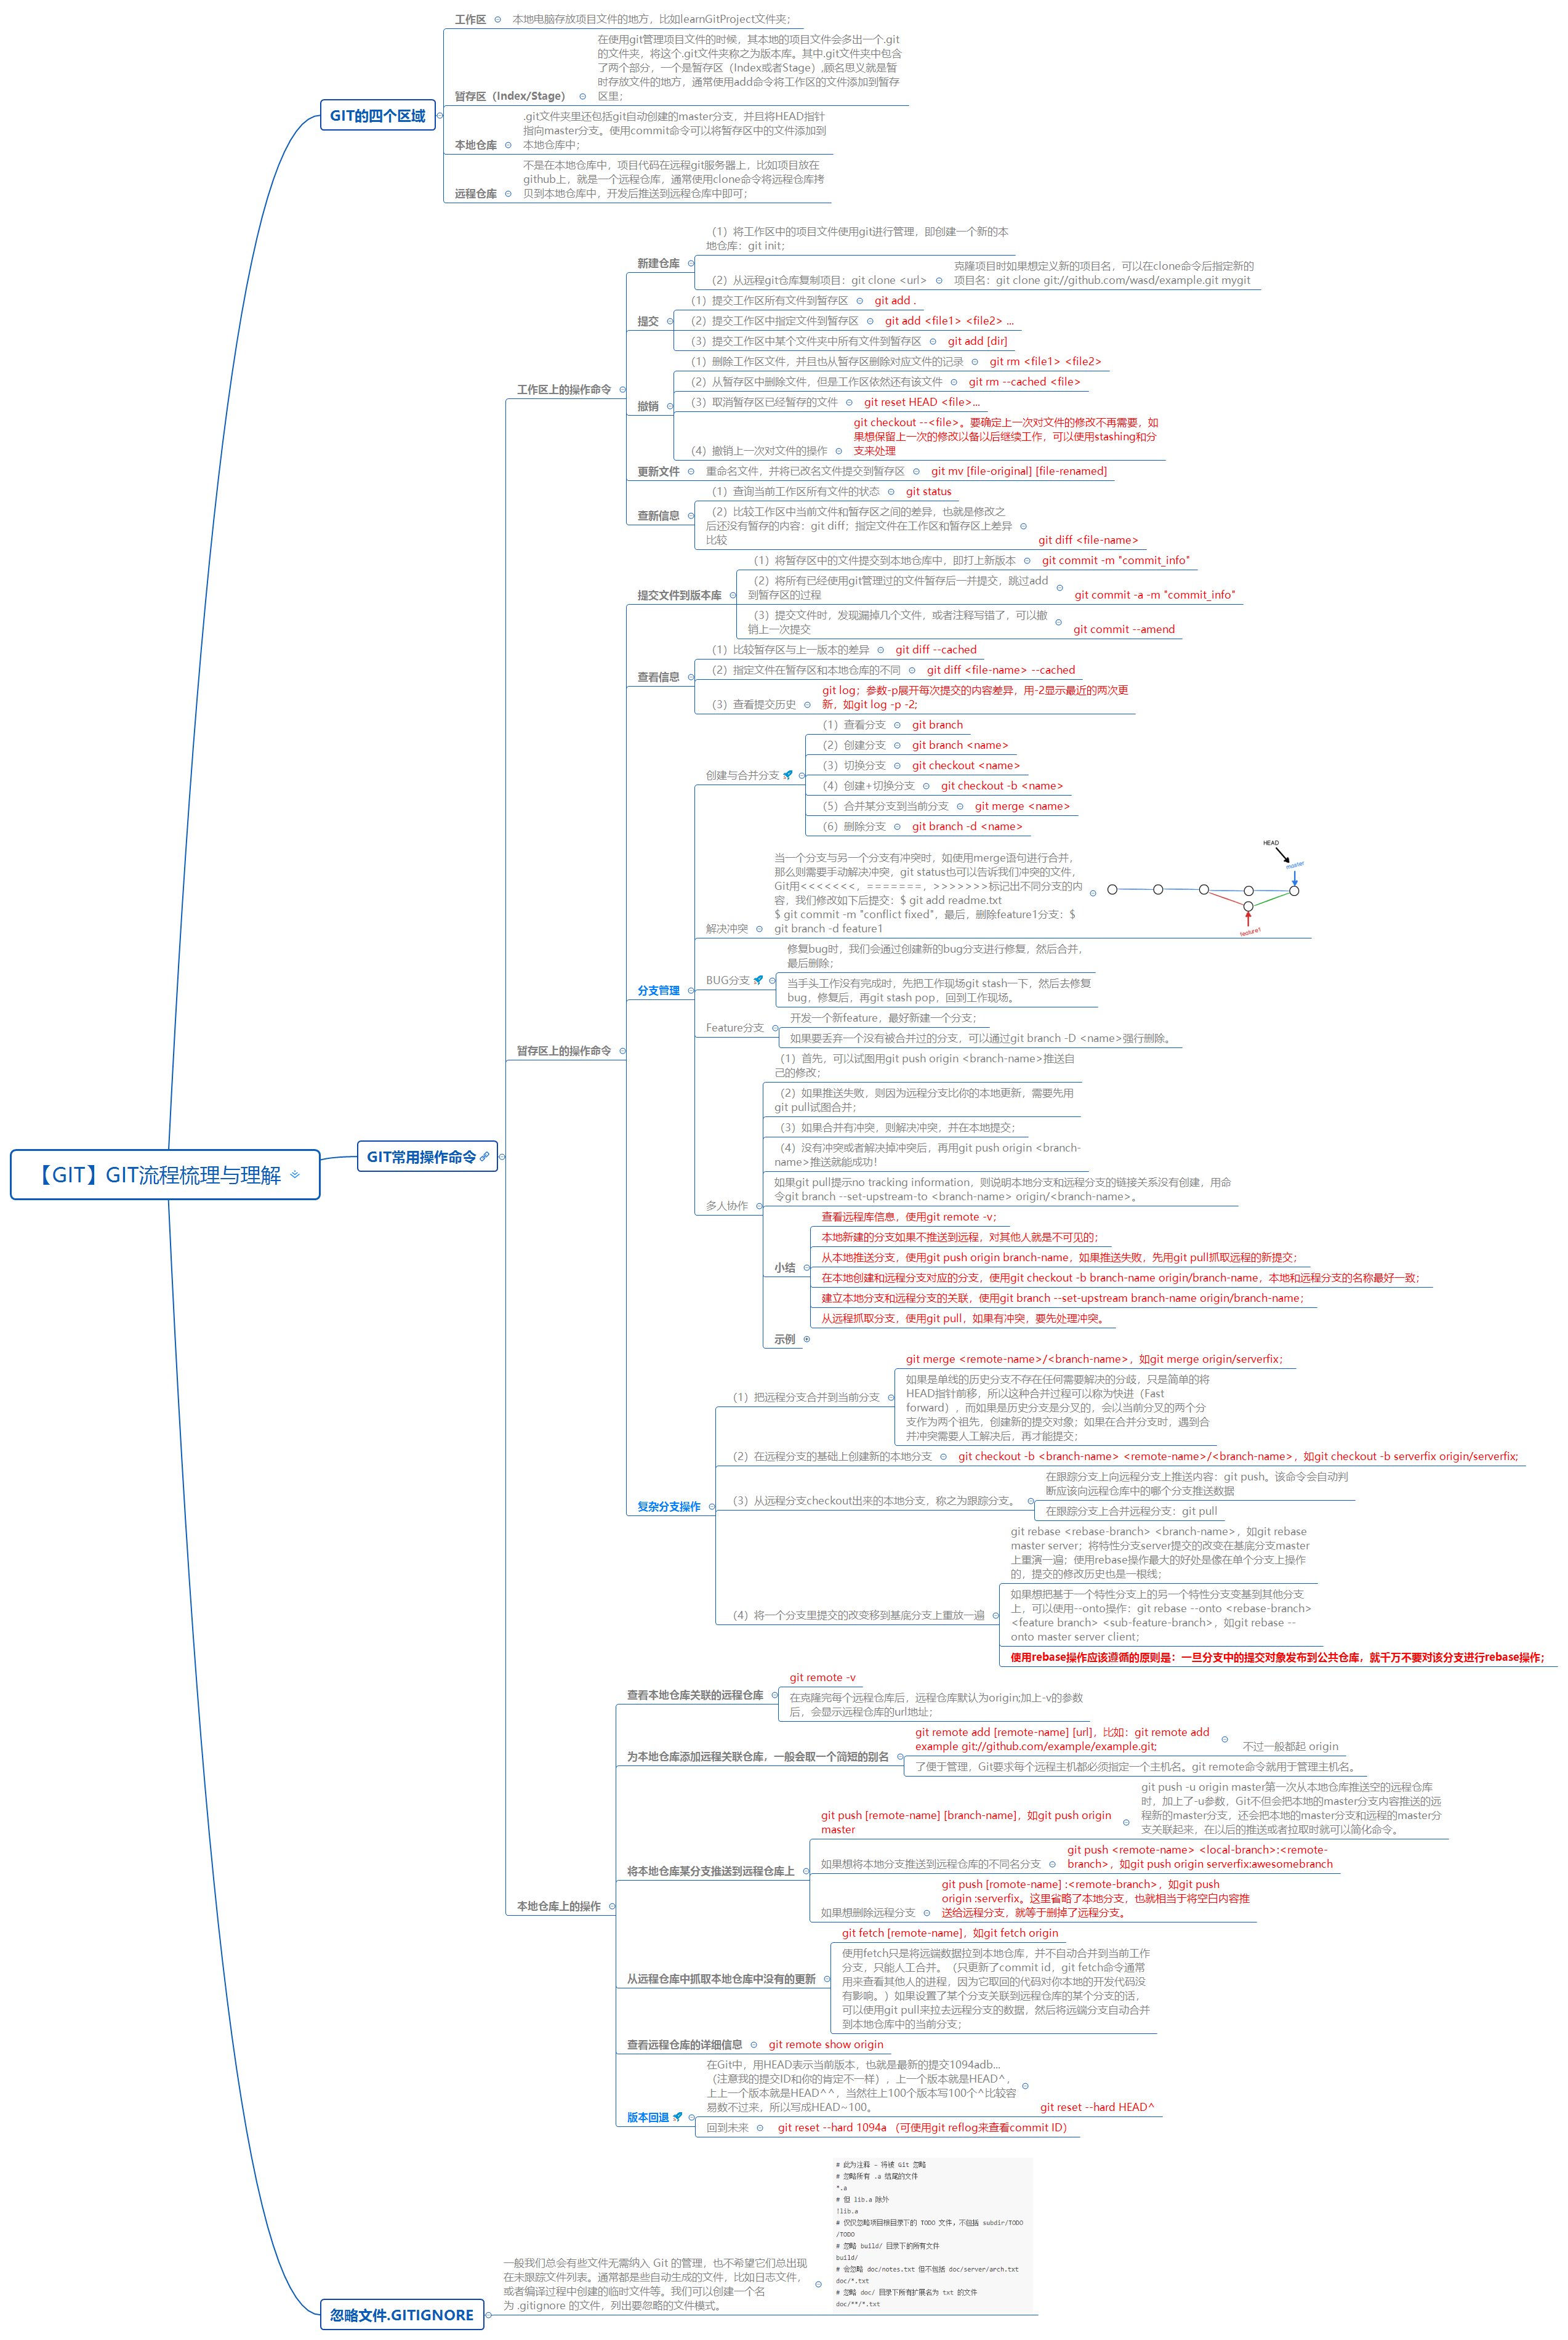 工作区
本地电脑存放项目文件的地方，比如learnGitProject文件夹；
在使用git管理项目文件的时候，其本地的项目文件会多出一个.git
的文件夹，将这个.git文件夹称之为版本库。其中.git文件夹中包含
了两个部分，一个是暂存区（Index或者Stage）,顾名思义就是暂
时存放文件的地方，通常使用add命令将工作区的文件添加到暂存
区里；
暂存区（Index/Stage）
GIT的四个区域
.git文件夹里还包括git自动创建的master分支，并且将HEAD指针
指向master分支。使用commit命令可以将暂存区中的文件添加到
本地仓库中；
本地仓库
不是在本地仓库中，项目代码在远程git服务器上，比如项目放在
github上，就是一个远程仓库，通常使用clone命令将远程仓库拷
贝到本地仓库中，开发后推送到远程仓库中即可；
远程仓库
（1）将工作区中的项目文件使用git进行管理，即创建一个新的本
地仓库：git init；
新建仓库
（2）从远程git仓库复制项目：git clone <url>
克隆项目时如果想定义新的项目名，可以在clone命令后指定新的
项目名：git clone git://github.com/wasd/example.git mygit
（1）提交工作区所有文件到暂存区
git add .
提交
（2）提交工作区中指定文件到暂存区
git add <file1> <file2> ...
（3）提交工作区中某个文件夹中所有文件到暂存区
git add [dir]
（1）删除工作区文件，并且也从暂存区删除对应文件的记录
git rm <file1> <file2>
（2）从暂存区中删除文件，但是工作区依然还有该文件
git rm --cached <file>
工作区上的操作命令
撤销
（3）取消暂存区已经暂存的文件
git reset HEAD <file>...
git checkout --<file>。要确定上一次对文件的修改不再需要，如
果想保留上一次的修改以备以后继续工作，可以使用stashing和分
支来处理
（4）撤销上一次对文件的操作
更新文件
重命名文件，并将已改名文件提交到暂存区
git mv [file-original] [file-renamed]
查新信息
（1）查询当前工作区所有文件的状态
git status
（2）比较工作区中当前文件和暂存区之间的差异，也就是修改之
后还没有暂存的内容：git diff；指定文件在工作区和暂存区上差异
比较
git diff <file-name>
（1）将暂存区中的文件提交到本地仓库中，即打上新版本
git commit -m "commit_info"
提交文件到版本库
（2）将所有已经使用git管理过的文件暂存后一并提交，跳过add
到暂存区的过程
git commit -a -m "commit_info"
（3）提交文件时，发现漏掉几个文件，或者注释写错了，可以撤
销上一次提交
git commit --amend
（1）比较暂存区与上一版本的差异
git diff --cached
查看信息
（2）指定文件在暂存区和本地仓库的不同
git diff <file-name> --cached
git log；参数-p展开每次提交的内容差异，用-2显示最近的两次更
新，如git log -p -2;
（3）查看提交历史
（1）查看分支
git branch
（2）创建分支
git branch <name>
（3）切换分支
git checkout <name>
创建与合并分支
（4）创建+切换分支
git checkout -b <name>
（5）合并某分支到当前分支
git merge <name>
（6）删除分支
git branch -d <name>
当一个分支与另一个分支有冲突时，如使用merge语句进行合并，
那么则需要手动解决冲突，git status也可以告诉我们冲突的文件，
Git用<<<<<<<，=======，>>>>>>>标记出不同分支的内
容，我们修改如下后提交：$ git add readme.txt
$ git commit -m "conflict fixed"，最后，删除feature1分支：$
git branch -d feature1
解决冲突
HEAD
master
feature1
修复bug时，我们会通过创建新的bug分支进行修复，然后合并，
最后删除；
BUG分支
当手头工作没有完成时，先把工作现场git stash一下，然后去修复
bug，修复后，再git stash pop，回到工作现场。
分支管理
开发一个新feature，最好新建一个分支；
Feature分支
如果要丢弃一个没有被合并过的分支，可以通过git branch -D <name>强行删除。
暂存区上的操作命令
（1）首先，可以试图用git push origin <branch-name>推送自
己的修改；
（2）如果推送失败，则因为远程分支比你的本地更新，需要先用
git pull试图合并；
（3）如果合并有冲突，则解决冲突，并在本地提交；
（4）没有冲突或者解决掉冲突后，再用git push origin <branch-
name>推送就能成功！
如果git pull提示no tracking information，则说明本地分支和远程分支的链接关系没有创建，用命
令git branch --set-upstream-to <branch-name> origin/<branch-name>。
多人协作
查看远程库信息，使用git remote -v；
本地新建的分支如果不推送到远程，对其他人就是不可见的；
从本地推送分支，使用git push origin branch-name，如果推送失败，先用git pull抓取远程的新提交；
小结
在本地创建和远程分支对应的分支，使用git checkout -b branch-name origin/branch-name，本地和远程分支的名称最好一致；
建立本地分支和远程分支的关联，使用git branch --set-upstream branch-name origin/branch-name；
从远程抓取分支，使用git pull，如果有冲突，要先处理冲突。
示例
GIT常用操作命令
【GIT】GIT流程梳理与理解
git merge <remote-name>/<branch-name>，如git merge origin/serverfix；
（1）把远程分支合并到当前分支
如果是单线的历史分支不存在任何需要解决的分歧，只是简单的将
HEAD指针前移，所以这种合并过程可以称为快进（Fast
forward），而如果是历史分支是分叉的，会以当前分叉的两个分
支作为两个祖先，创建新的提交对象；如果在合并分支时，遇到合
并冲突需要人工解决后，再才能提交；
（2）在远程分支的基础上创建新的本地分支
git checkout -b <branch-name> <remote-name>/<branch-name>，如git checkout -b serverfix origin/serverfix;
复杂分支操作
（3）从远程分支checkout出来的本地分支，称之为跟踪分支。
在跟踪分支上向远程分支上推送内容：git push。该命令会自动判
断应该向远程仓库中的哪个分支推送数据
在跟踪分支上合并远程分支：git pull
git rebase <rebase-branch> <branch-name>，如git rebase
master server；将特性分支server提交的改变在基底分支master
上重演一遍；使用rebase操作最大的好处是像在单个分支上操作
的，提交的修改历史也是一根线；
（4）将一个分支里提交的改变移到基底分支上重放一遍
如果想把基于一个特性分支上的另一个特性分支变基到其他分支
上，可以使用--onto操作：git rebase --onto <rebase-branch>
<feature branch> <sub-feature-branch>，如git rebase --
onto master server client；
使用rebase操作应该遵循的原则是：一旦分支中的提交对象发布到公共仓库，就千万不要对该分支进行rebase操作；
git remote -v
查看本地仓库关联的远程仓库
在克隆完每个远程仓库后，远程仓库默认为origin;加上-v的参数
后，会显示远程仓库的url地址；
git remote add [remote-name] [url]，比如：git remote add
example git://github.com/example/example.git;
不过一般都起 origin
为本地仓库添加远程关联仓库，一般会取一个简短的别名
了便于管理，Git要求每个远程主机都必须指定一个主机名。git remote命令就用于管理主机名。
git push [remote-name] [branch-name]，如git push origin
master
git push -u origin master第一次从本地仓库推送空的远程仓库
时，加上了-u参数，Git不但会把本地的master分支内容推送的远
程新的master分支，还会把本地的master分支和远程的master分
支关联起来，在以后的推送或者拉取时就可以简化命令。
将本地仓库某分支推送到远程仓库上
如果想将本地分支推送到远程仓库的不同名分支
git push <remote-name> <local-branch>:<remote-
branch>，如git push origin serverfix:awesomebranch
如果想删除远程分支
git push [romote-name] :<remote-branch>，如git push
origin :serverfix。这里省略了本地分支，也就相当于将空白内容推
送给远程分支，就等于删掉了远程分支。
本地仓库上的操作
git fetch [remote-name]，如git fetch origin
从远程仓库中抓取本地仓库中没有的更新
使用fetch只是将远端数据拉到本地仓库，并不自动合并到当前工作
分支，只能人工合并。（只更新了commit id，git fetch命令通常
用来查看其他人的进程，因为它取回的代码对你本地的开发代码没
有影响。）如果设置了某个分支关联到远程仓库的某个分支的话，
可以使用git pull来拉去远程分支的数据，然后将远端分支自动合并
到本地仓库中的当前分支；
查看远程仓库的详细信息
git remote show origin
在Git中，用HEAD表示当前版本，也就是最新的提交1094adb...
（注意我的提交ID和你的肯定不一样），上一个版本就是HEAD^，
上上一个版本就是HEAD^^，当然往上100个版本写100个^比较容
易数不过来，所以写成HEAD~100。
git reset --hard HEAD^
版本回退
回到未来
git reset --hard 1094a （可使用git reflog来查看commit ID）
# 此为注释 – 将被 Git 忽略
# 忽略所有 .a 结尾的文件
*.a
# 但 lib.a 除外
!lib.a
# 仅仅忽略项目根目录下的 TODO 文件，不包括 subdir/TODO
/TODO
# 忽略 build/ 目录下的所有文件
build/
# 会忽略 doc/notes.txt 但不包括 doc/server/arch.txt
doc/*.txt
# 忽略 doc/ 目录下所有扩展名为 txt 的文件
doc/**/*.txt
一般我们总会有些文件无需纳入 Git 的管理，也不希望它们总出现
在未跟踪文件列表。通常都是些自动生成的文件，比如日志文件，
或者编译过程中创建的临时文件等。我们可以创建一个名
为 .gitignore 的文件，列出要忽略的文件模式。
忽略文件.GITIGNORE